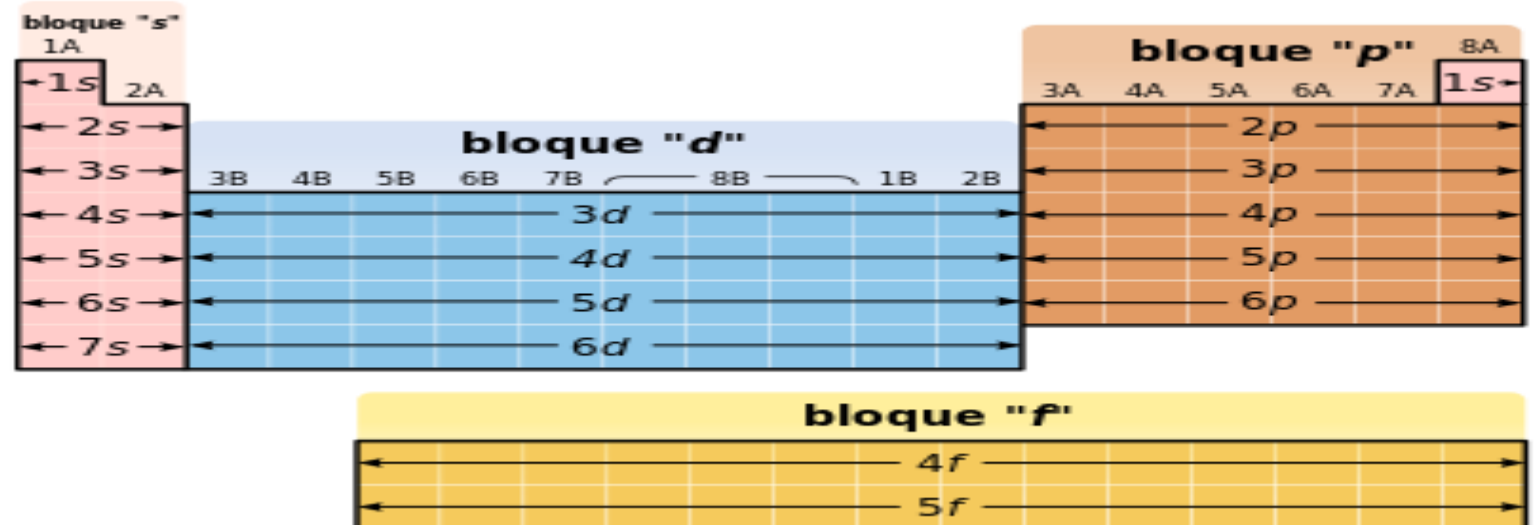 bloque "s"
1A
8A
bloque "p"
1s
1s
2A
3A 4A 5A 6A 7A
2s
2p
bloque "d"
3s
3p
3B 4B 5B 6B 7B 8B 1B 2B
4s 3d 4p
5s 4d 5p
6s 5d 6p
7s 6d
bloque "f"
4f
5f